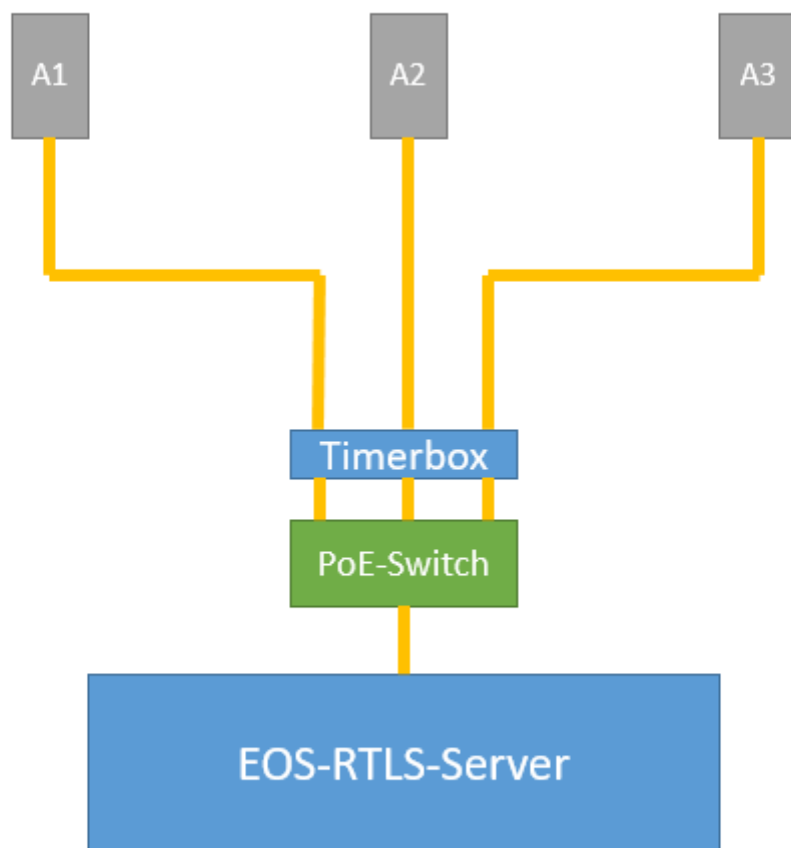 A1
A2
A3
Timerbox
PoE-Switch
EOS-RTLS-Server